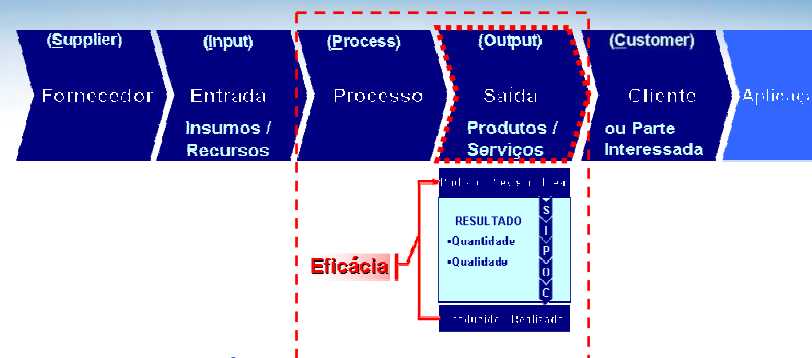 (Supplier)
Fornecedor
(Input)
Entrada
Insumos /
Recursos
(Process)
Processo
(Output)
Saída
Produtos /
Serviços
(Customer)
Cliente
ou Parte
Interessada
RESULTADO
▪Quantidade
▪Qualidade
S
I
P
O
C
Eficácia
Realizado